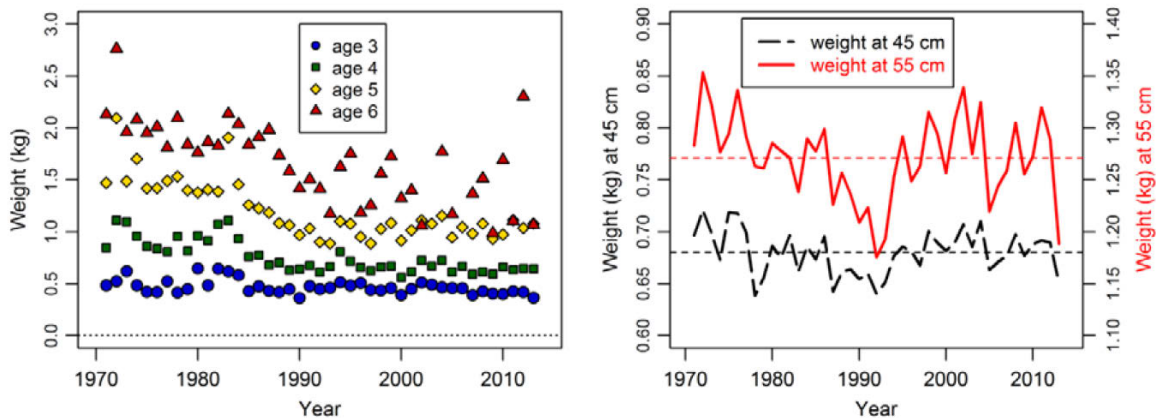 3.0
2.5
2.0
1.5
1.0
0.5
0.0
Weight (kg)
age 3
age 4
age 5
age 6
1970 1980 1990 2000 2010
Year
0.90
0.85
0.80
0.75
0.70
0.65
0.60
Weight (kg) at 45 cm
weight at 45 cm
weight at 55 cm
1.40
1.35
1.30
1.25
1.20
1.15
1.10
Weight (kg) at 55 cm
1970 1980 1990 2000 2010
Year